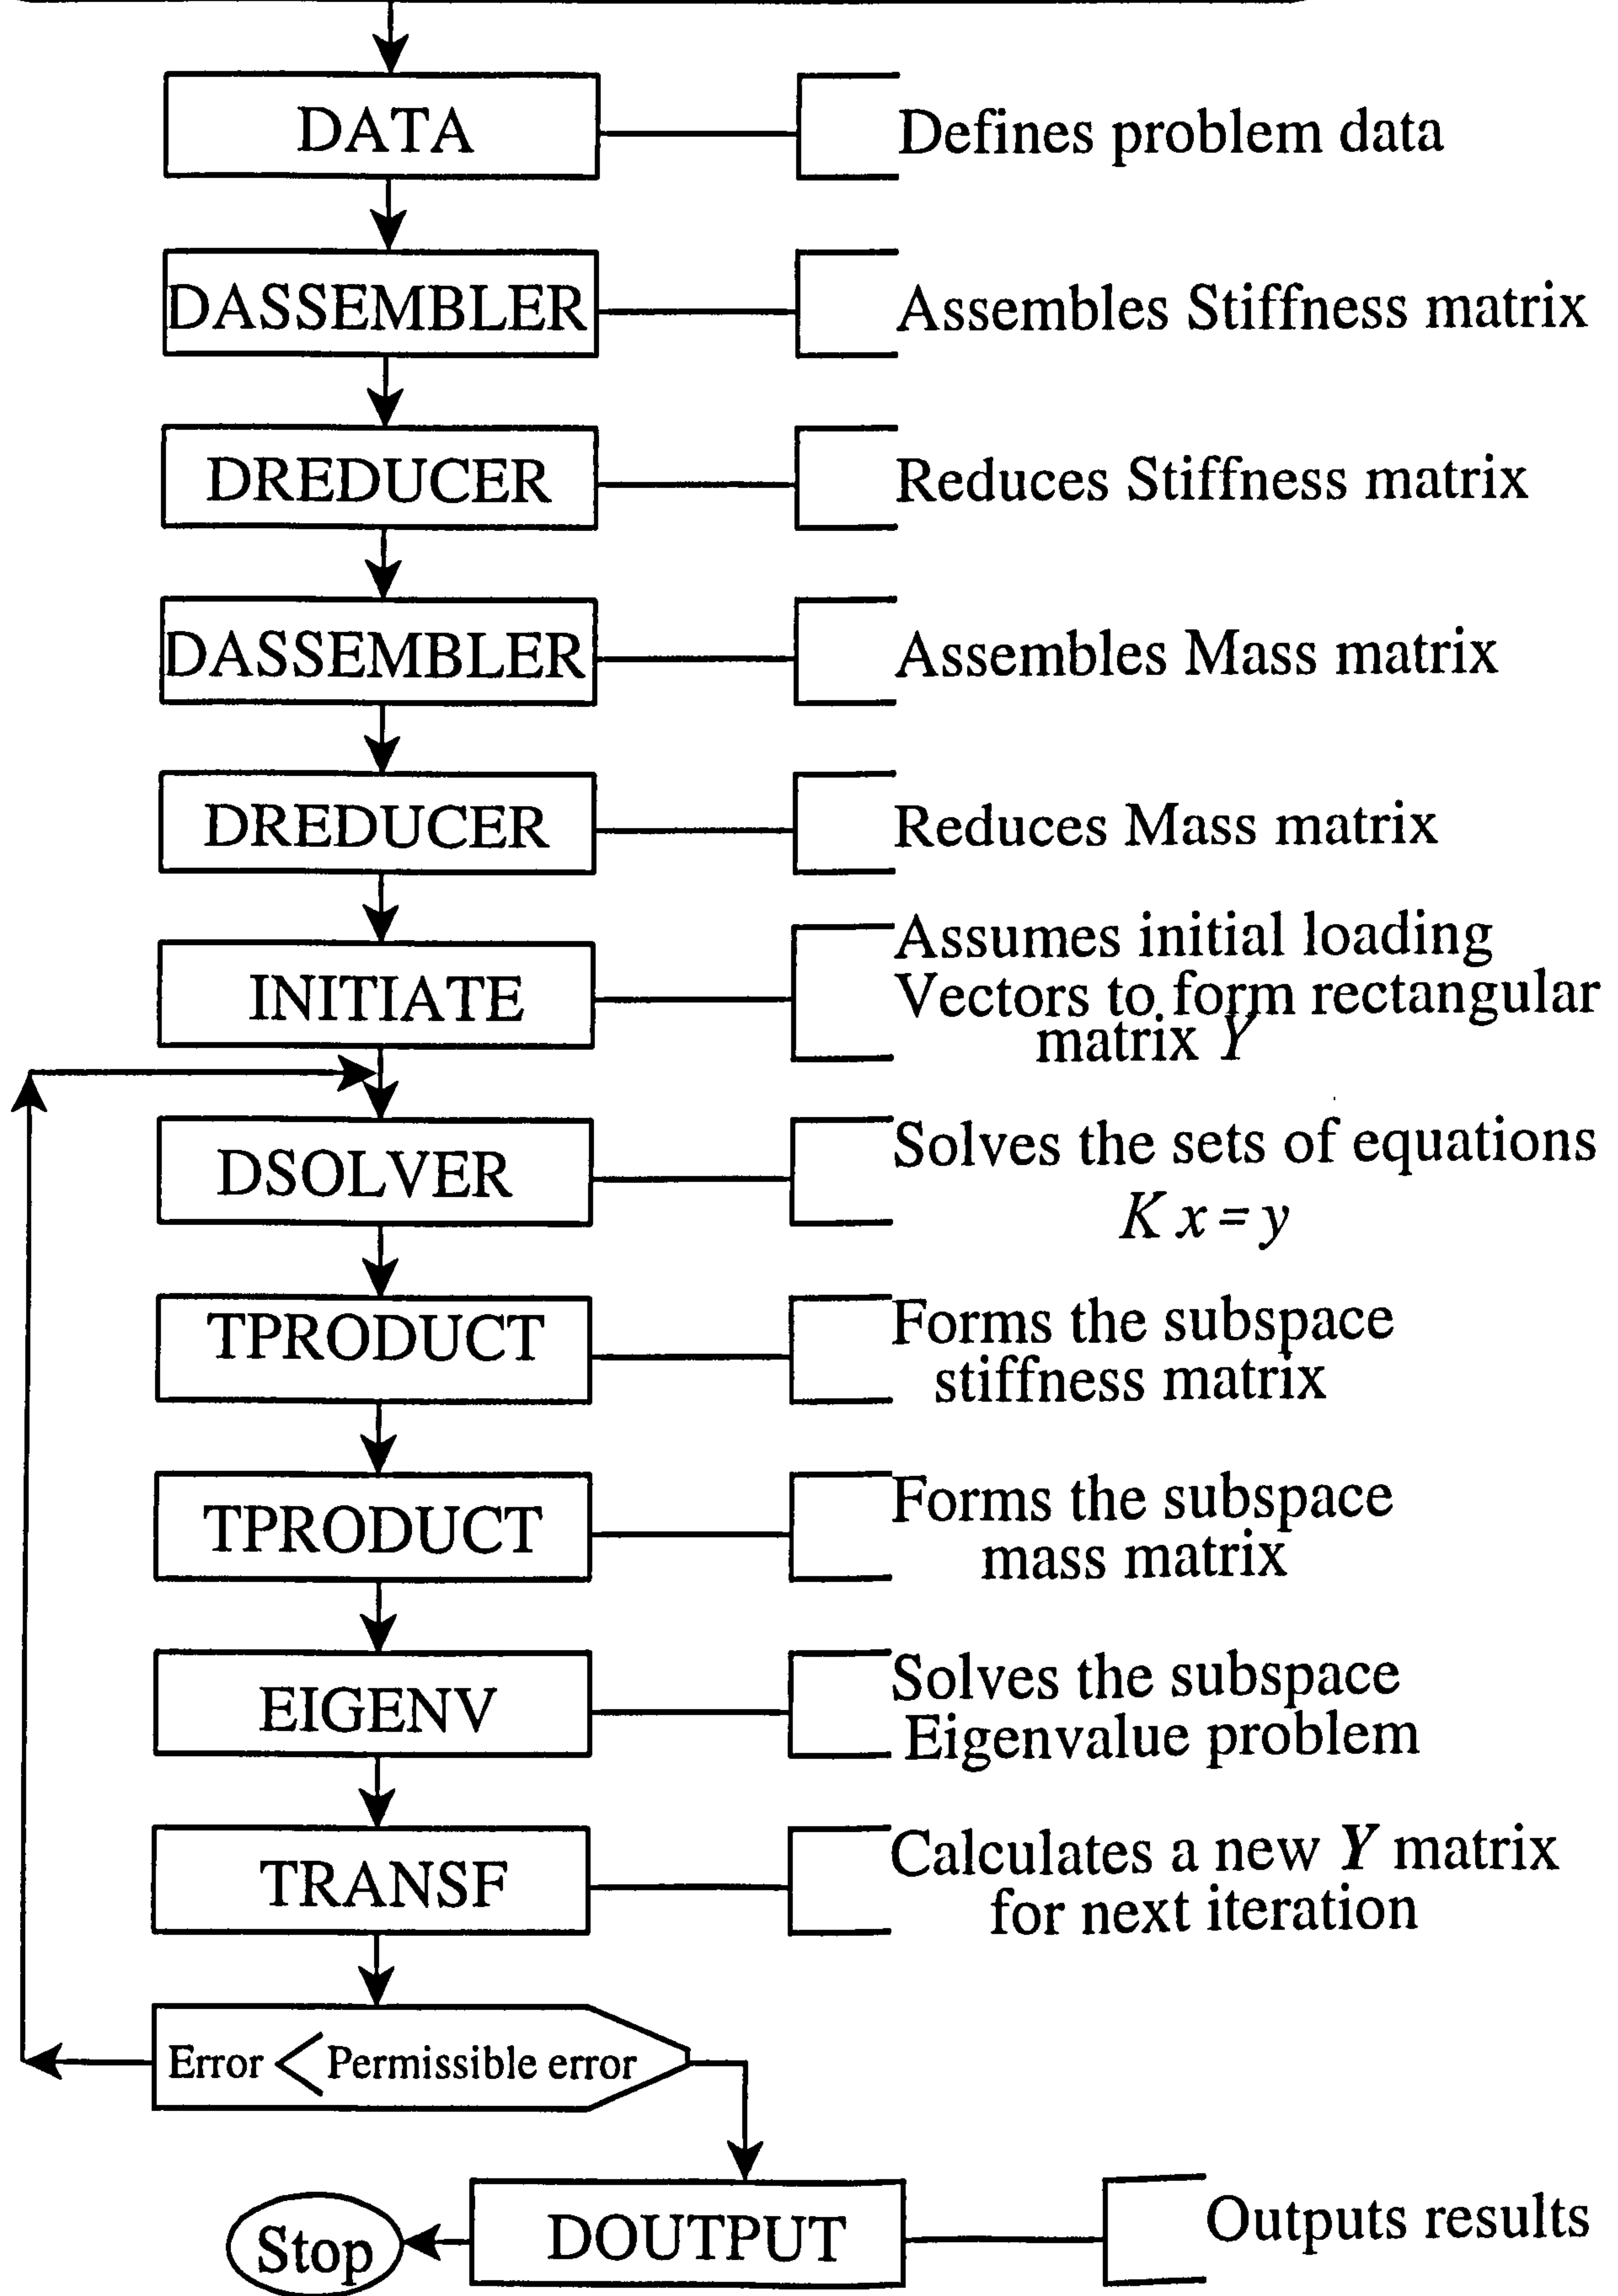 DATA
Defines problem data
DASSEMBLER
Assembles Stiffness matrix
DREDUCER
Reduces Stiffness matrix
DASSEMBLER
Assembles Mass matrix
DREDUCER
Reduces Mass matrix
INITIATE
Assumes initial loading
Vectors to form rectangular
matrix Y
DSOLVER
Solves the sets of equations
K x = y
TPRODUCT
Forms the subspace
stiffness matrix
TPRODUCT
Forms the subspace
mass matrix
EIGENV
Solves the subspace
Eigenvalue problem
TRANSF
Calculates a new Y matrix
for next iteration
Error < Permissible error
Stop
DOUTPUT
Outputs results